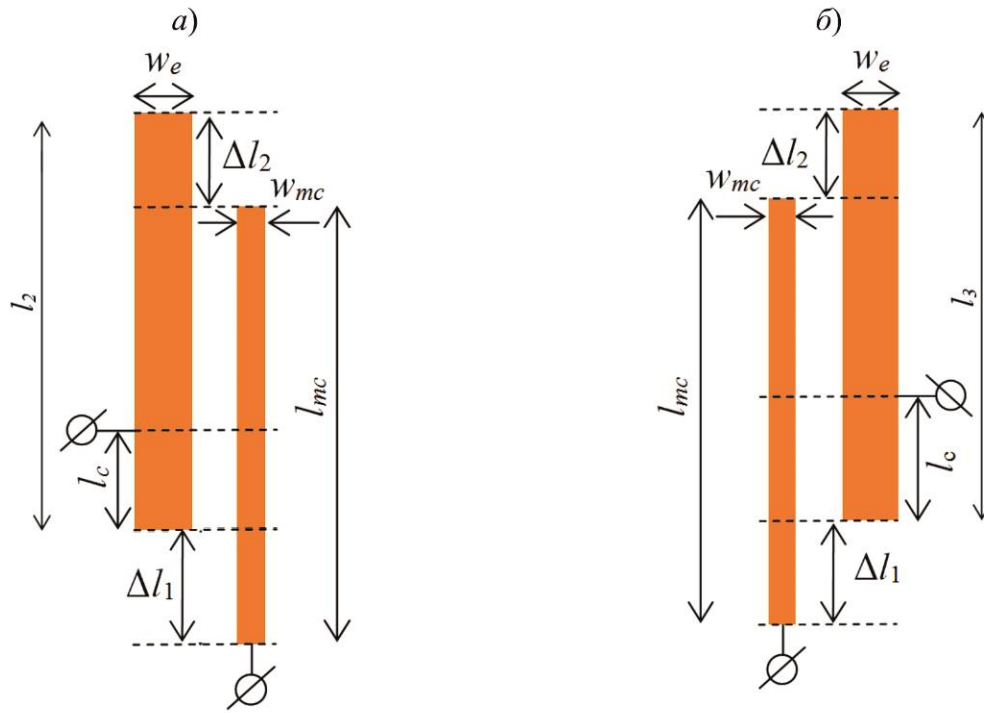 а)
б)
w_e
w_e
Δl_2
Δl_2
w_mc
w_mc
l_2
l_mc
l_mc
l_3
l_c
l_c
Δl_1
Δl_1